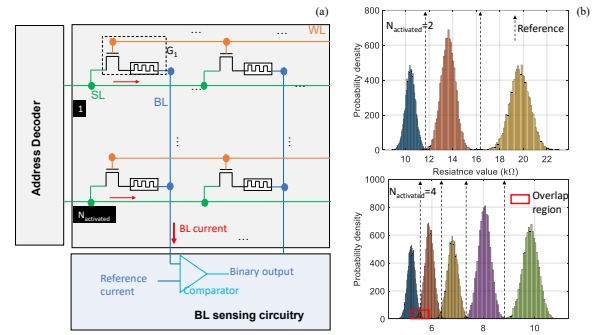 (a)
WL
G1
SL
BL
1
Address Decoder
Nactivated
BL current
Reference
current
Binary output
Comparator
BL sensing circuitry
(b)
Nactivated=2
Reference
Probability density
800
600
400
200
0
10 12 14 16 18 20 22
Resiatnce value (kΩ)
Nactivated=4
Overlap
region
Probability density
1000
800
600
400
200
0
6 8 10